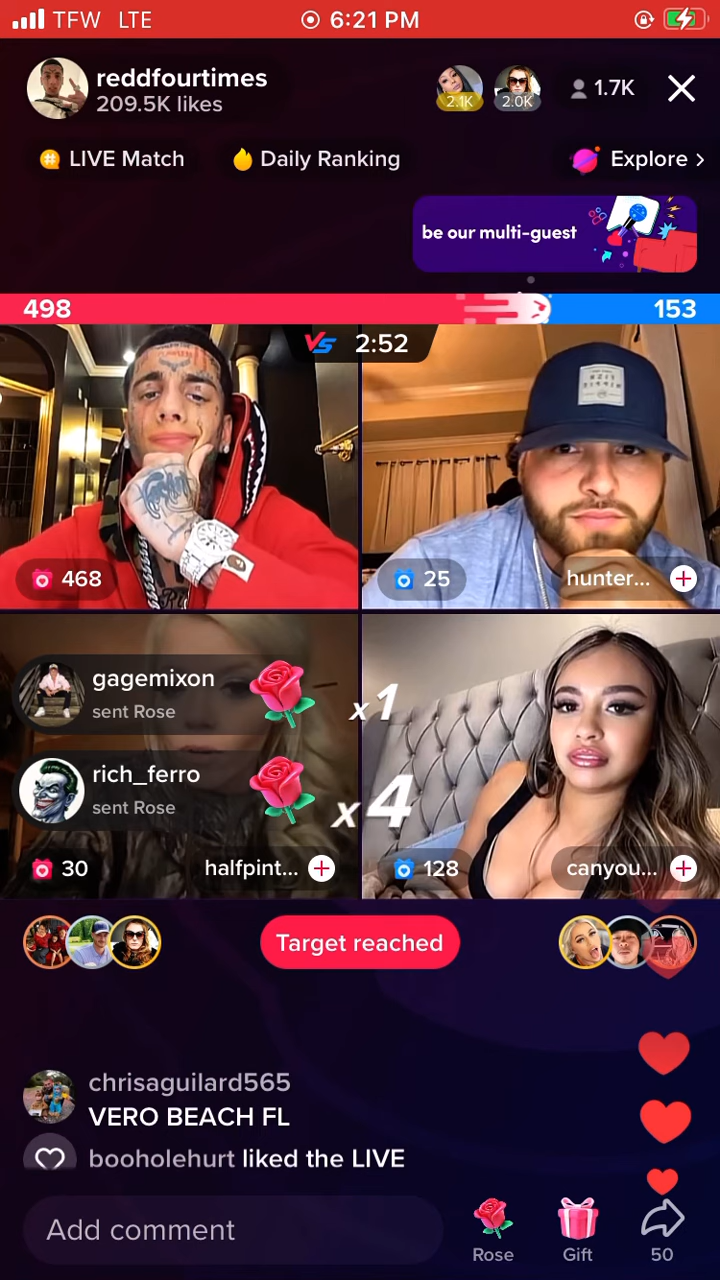 TFW LTE 6:21 PM
reddfourtimes
209.5K likes
2.1K
2.0K
1.7K
LIVE Match
Daily Ranking
Explore >
be our multi-guest
498
153
VS 2:52
468
25
hunter...
gagemixon
sent Rose
x1
rich_ferro
sent Rose
x4
30
halfpint...
128
canyou...
Target reached
chrisaguilard565
VERO BEACH FL
booholehurt liked the LIVE
Add comment
Rose
Gift
50